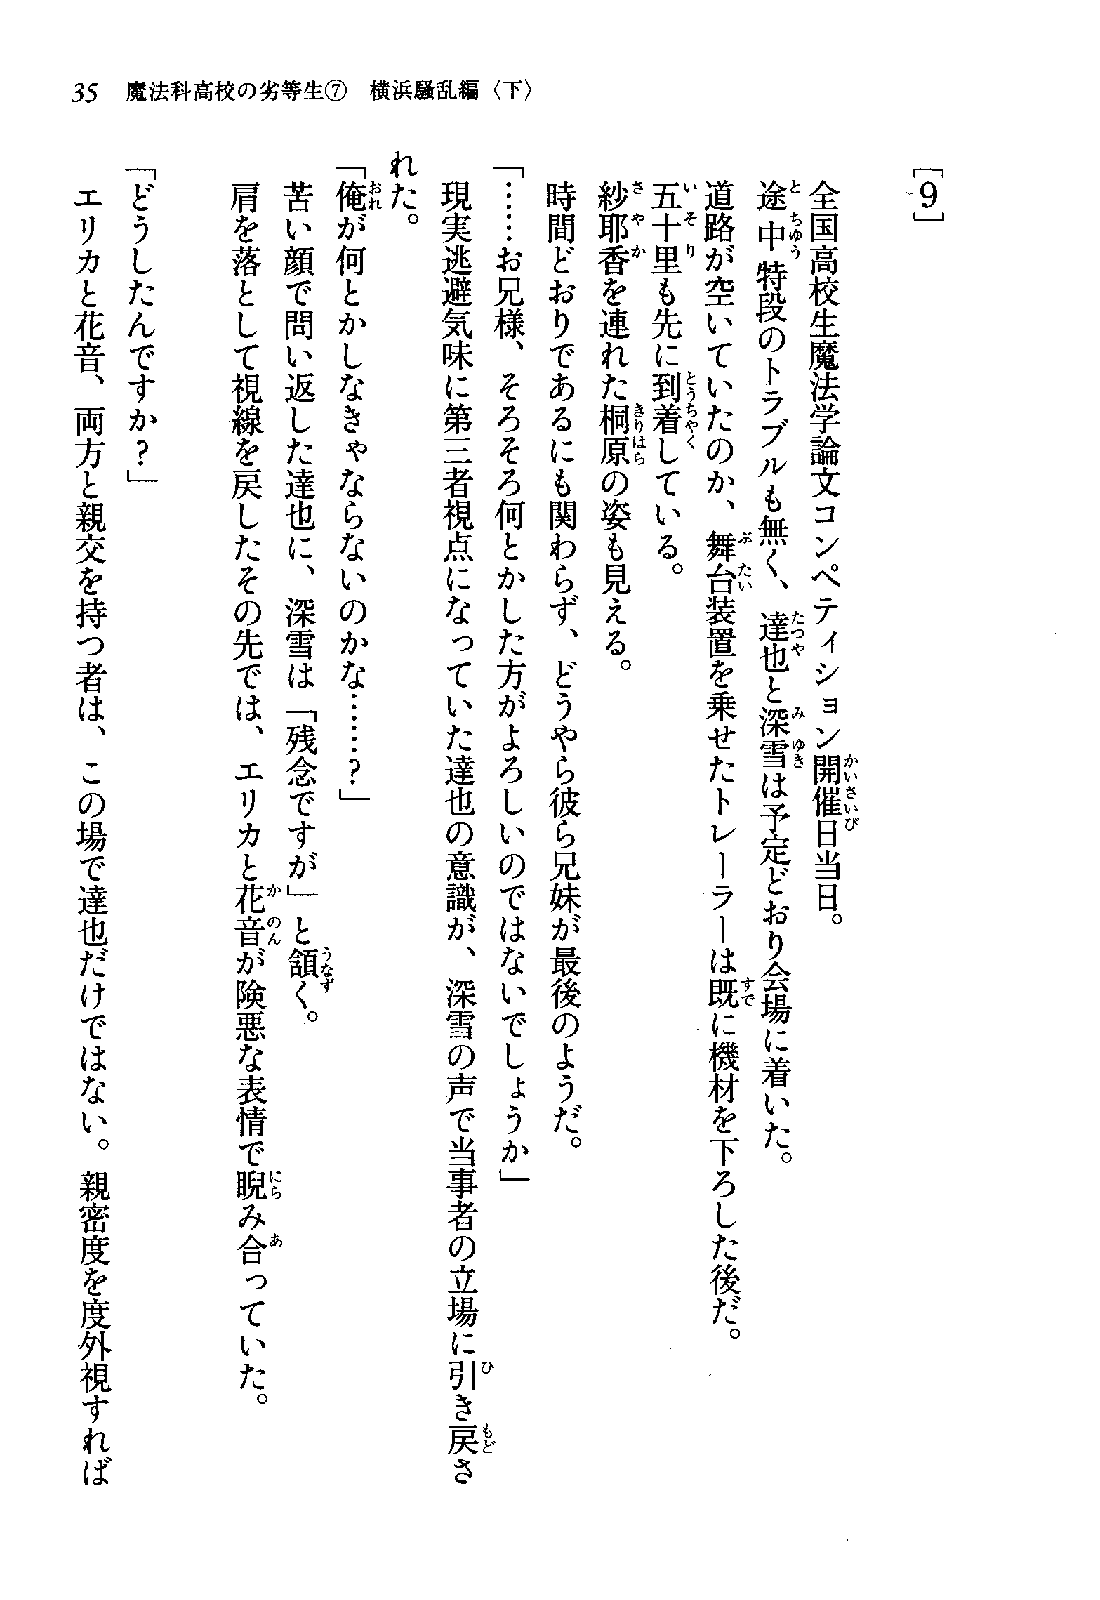 35 魔法科高校の劣等生⑦ 横浜騒乱編〈下〉
［9］
全国高校生魔法学論文コンペティション開催日当日。
途中特段のトラブルも無く、達也と深雪は予定どおり会場に着いた。
道路が空いていたのか、舞台装置を乗せたトレーラーは既に機材を下ろした後だ。
五十里も先に到着している。
紗耶香を連れた桐原の姿も見える。
時間どおりであるにも関わらず、どうやら彼ら兄妹が最後のようだ。
「……お兄様、そろそろ何とかした方がよろしいのではないでしょうか」
現実逃避気味に第三者視点になっていた達也の意識が、深雪の声で当事者の立場に引き戻さ
れた。
「俺が何とかしなきゃならないのかな……？」
苦い顔で問い返した達也に、深雪は「残念ですが」と頷く。
肩を落として視線を戻したその先では、エリカと花音が険悪な表情で睨み合っていた。
「どうしたんですか？」
エリカと花音、両方と親交を持つ者は、この場で達也だけではない。親密度を度外視すれば